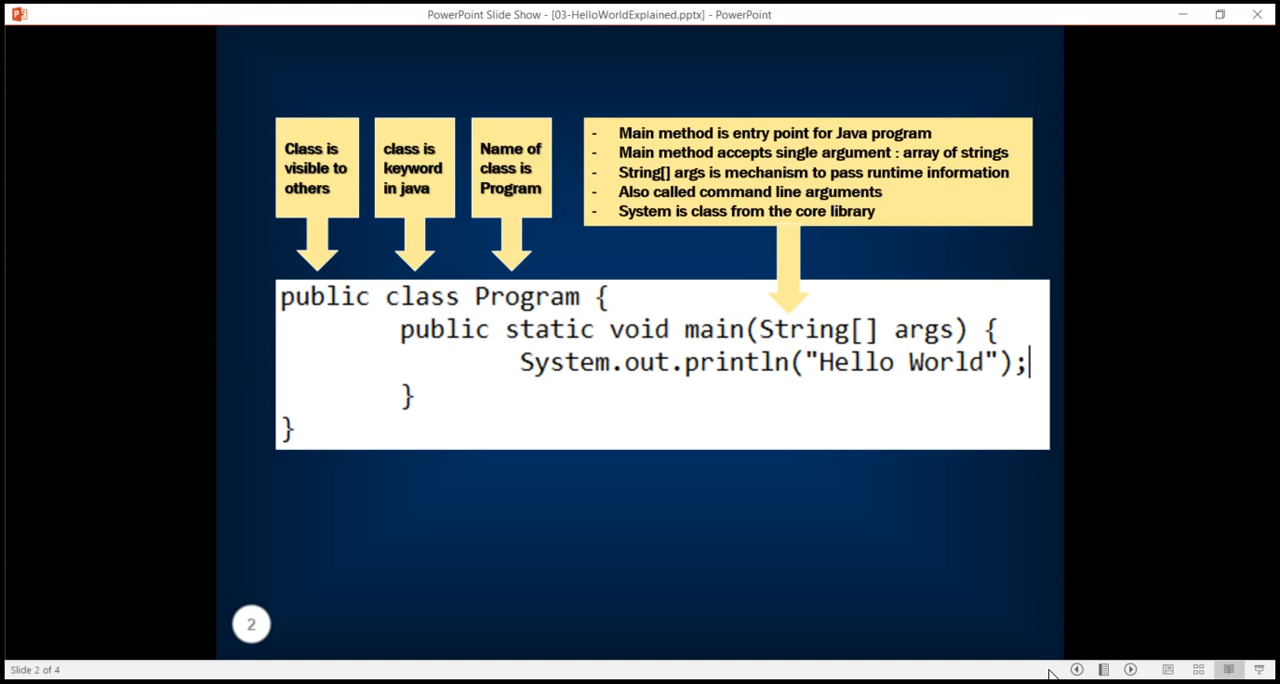 PowerPoint Slide Show - [03-HelloWorldExplained.pptx] - PowerPoint
Class is
visible to
others
class is
keyword
in java
Name of
class is
Program
- Main method is entry point for Java program
- Main method accepts single argument : array of strings
- String[] args is mechanism to pass runtime information
- Also called command line arguments
- System is class from the core library
public class Program {
public static void main(String[] args) {
System.out.println("Hello World");
}
}
2
Slide 2 of 4